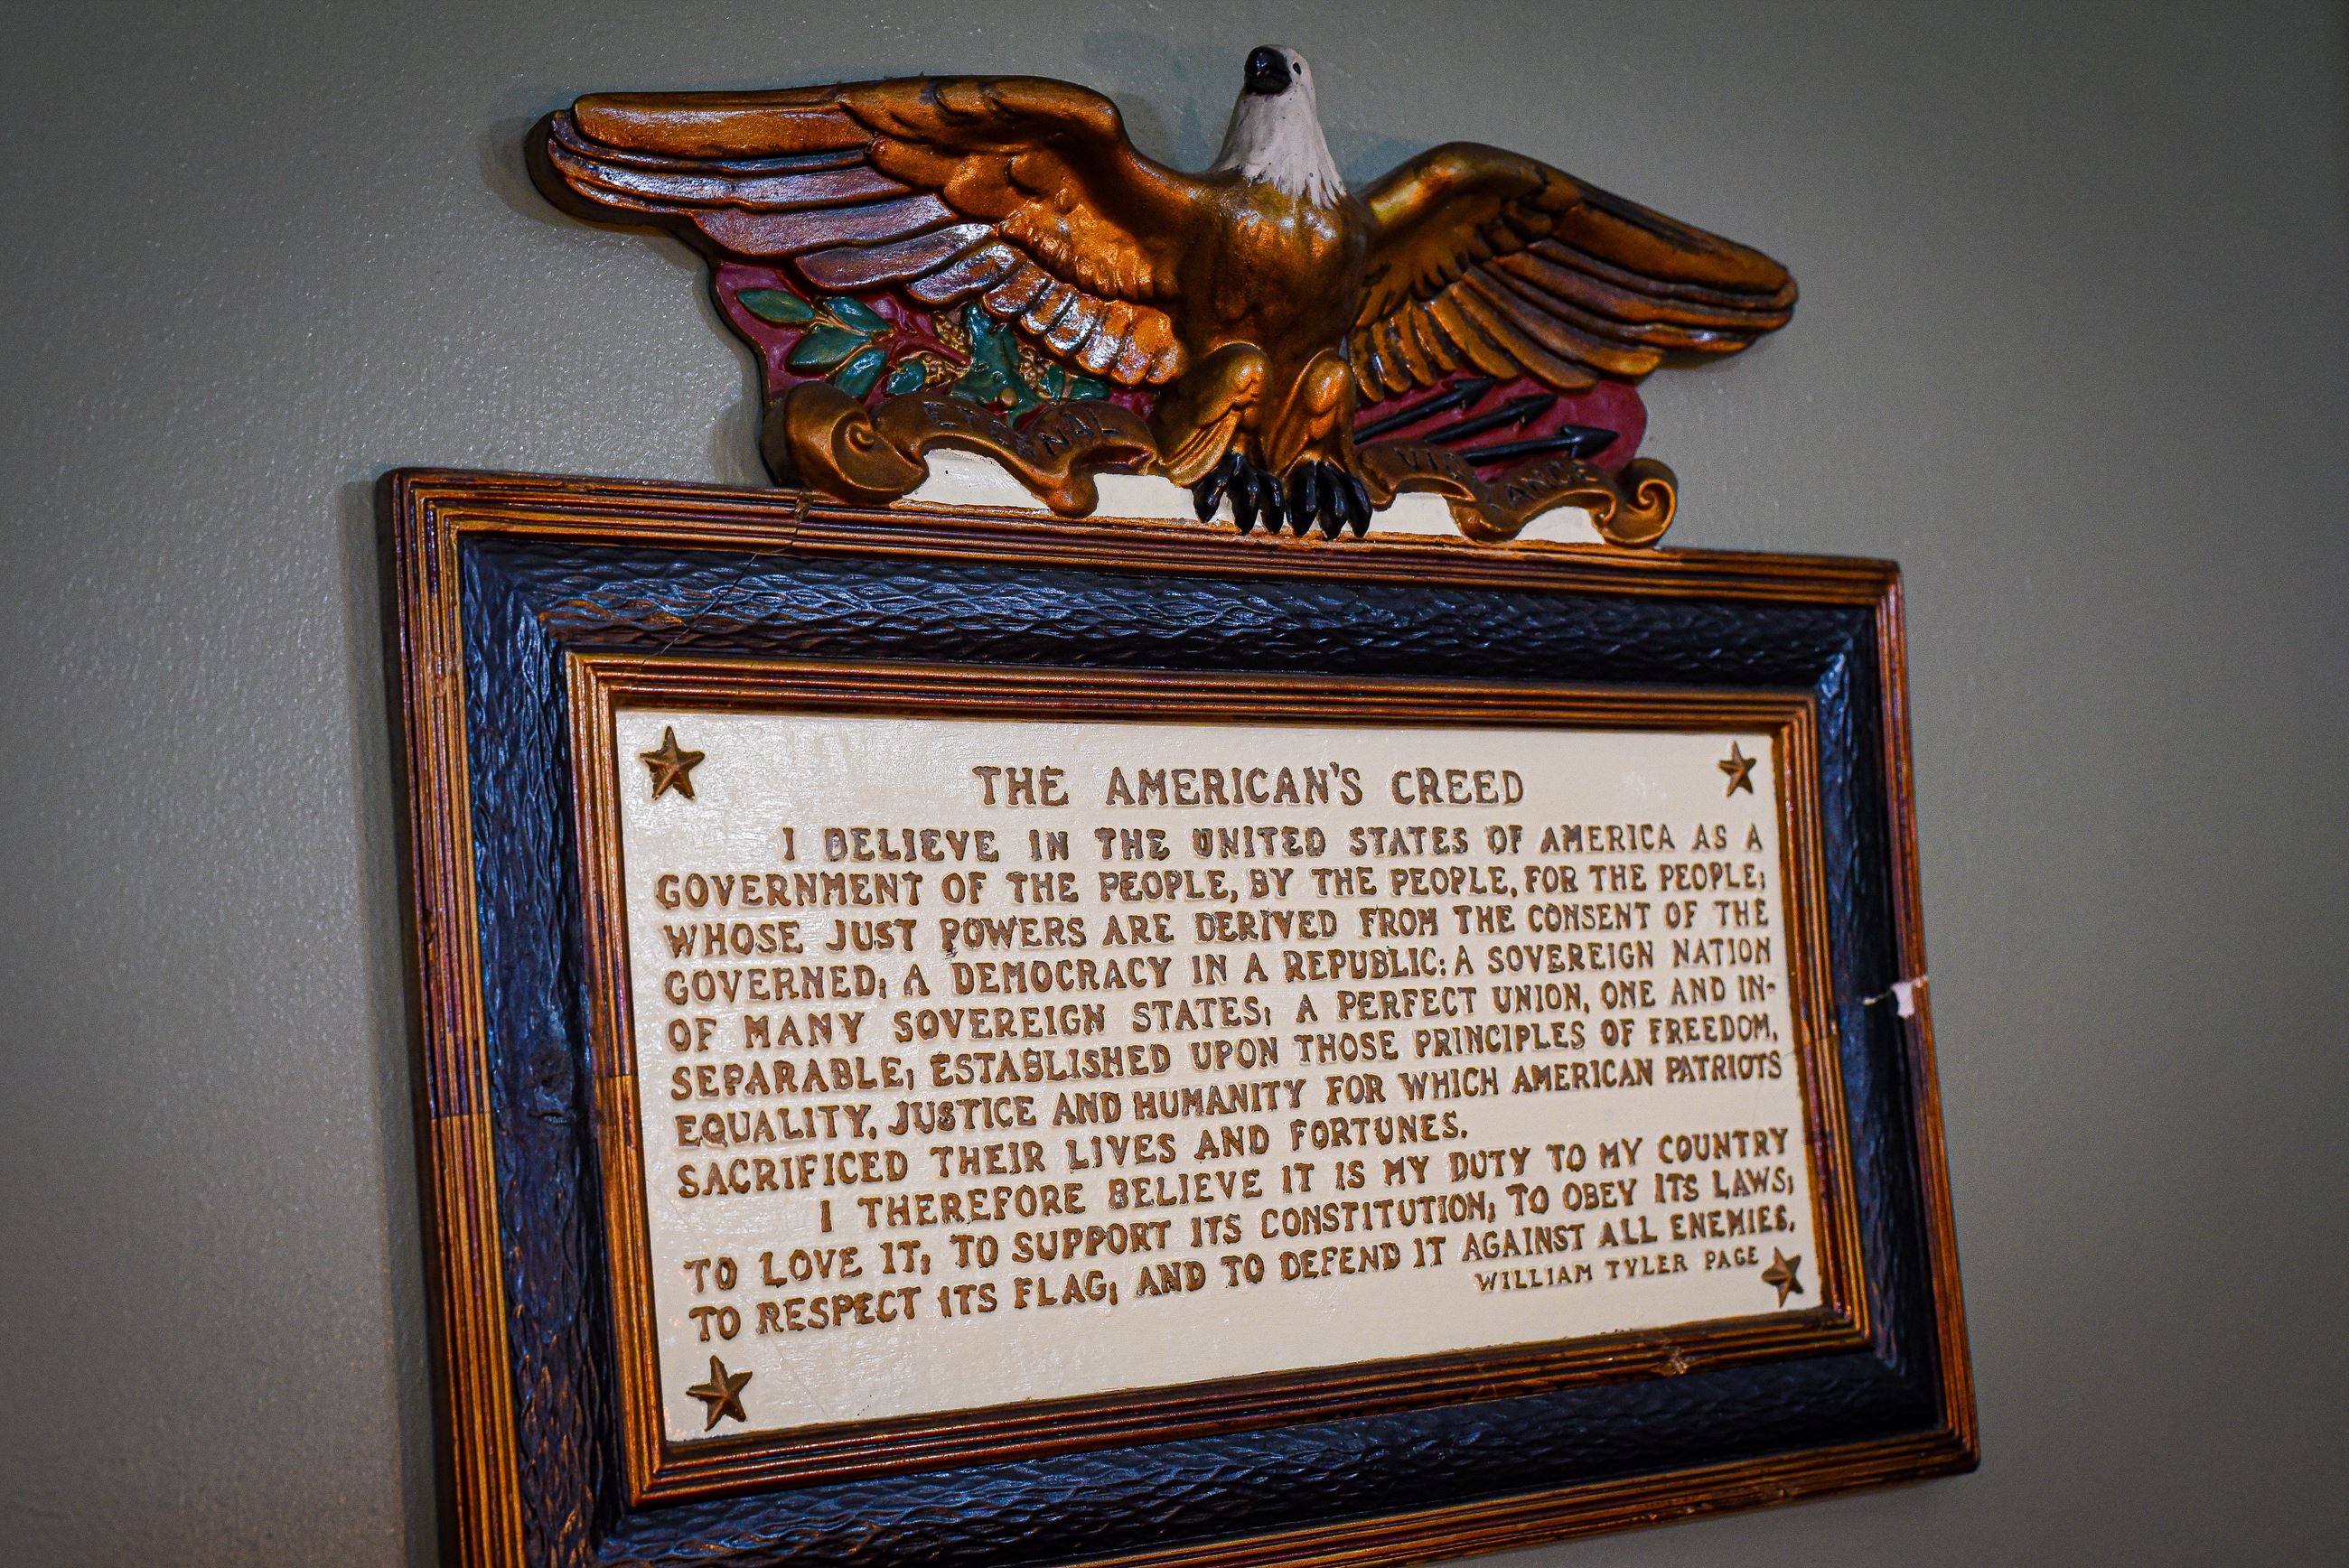 ETERNAL VIGILANCE
THE AMERICAN'S CREED
I BELIEVE IN THE UNITED STATES OF AMERICA AS A
GOVERNMENT OF THE PEOPLE, BY THE PEOPLE, FOR THE PEOPLE;
WHOSE JUST POWERS ARE DERIVED FROM THE CONSENT OF THE
GOVERNED; A DEMOCRACY IN A REPUBLIC: A SOVEREIGN NATION
OF MANY SOVEREIGN STATES; A PERFECT UNION, ONE AND IN-
SEPARABLE; ESTABLISHED UPON THOSE PRINCIPLES OF FREEDOM,
EQUALITY, JUSTICE AND HUMANITY FOR WHICH AMERICAN PATRIOTS
SACRIFICED THEIR LIVES AND FORTUNES.
I THEREFORE BELIEVE IT IS MY DUTY TO MY COUNTRY
TO LOVE IT; TO SUPPORT ITS CONSTITUTION; TO OBEY ITS LAWS;
TO RESPECT ITS FLAG; AND TO DEFEND IT AGAINST ALL ENEMIES.
WILLIAM TYLER PAGE